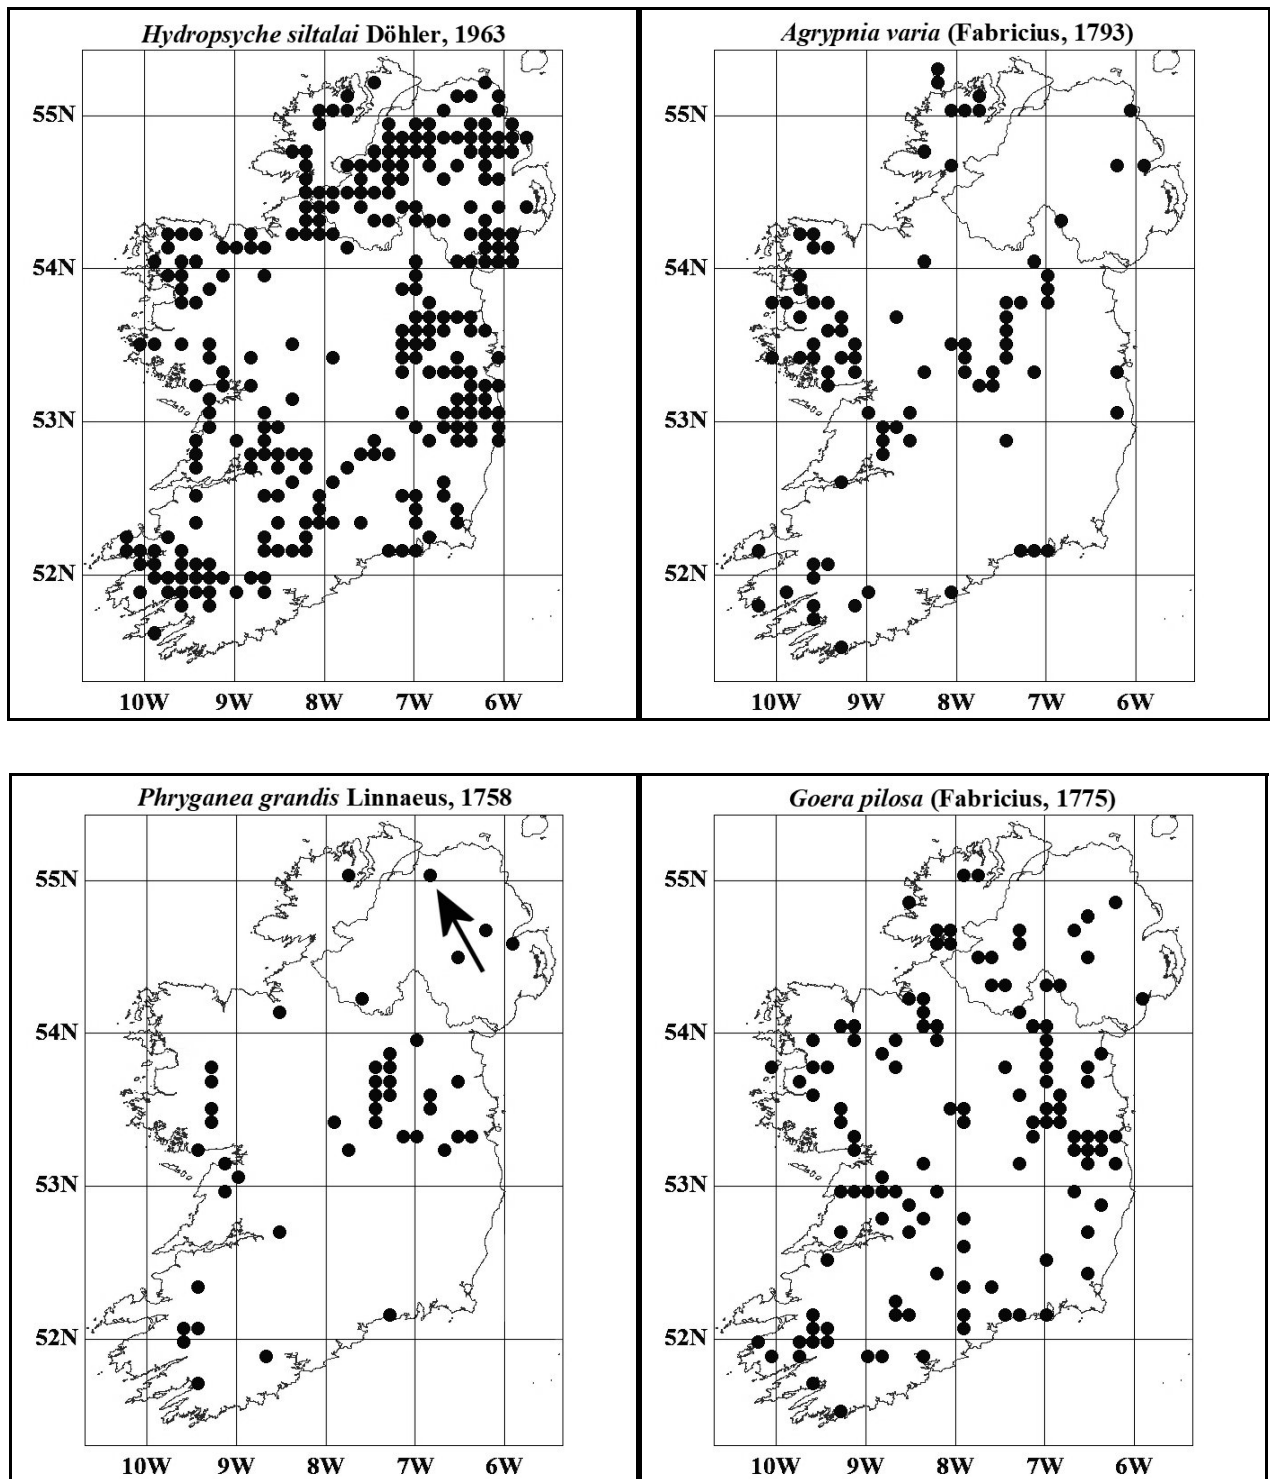 Hydropsyche siltalai Döhler, 1963
55N
54N
53N
52N
10W 9W 8W 7W 6W
Agrypnia varia (Fabricius, 1793)
55N
54N
53N
52N
10W 9W 8W 7W 6W
Phryganea grandis Linnaeus, 1758
55N
54N
53N
52N
10W 9W 8W 7W 6W
Goera pilosa (Fabricius, 1775)
55N
54N
53N
52N
10W 9W 8W 7W 6W